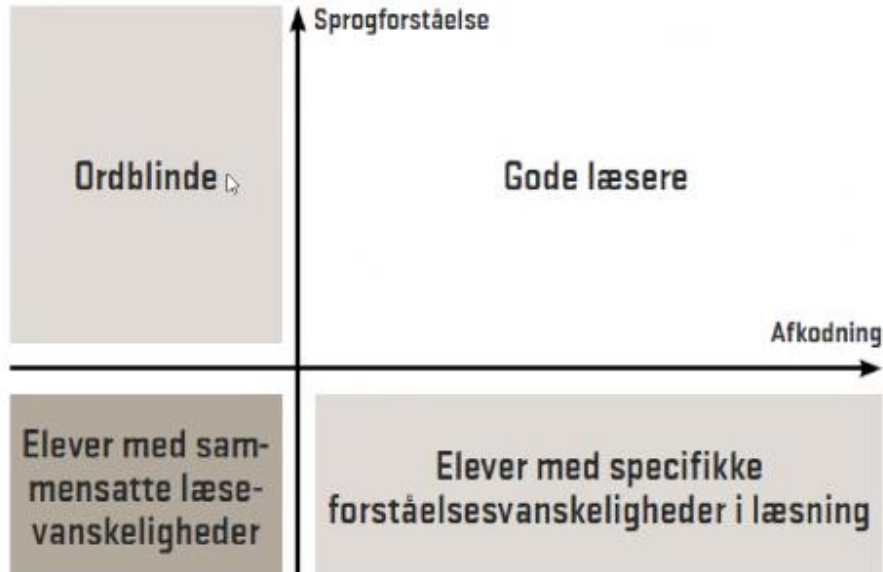 Sprogforståelse
Ordblinde
Gode læsere
Afkodning
Elever med sam-
mensatte læse-
vanskeligheder
Elever med specifikke
forståelsesvanskeligheder i læsning